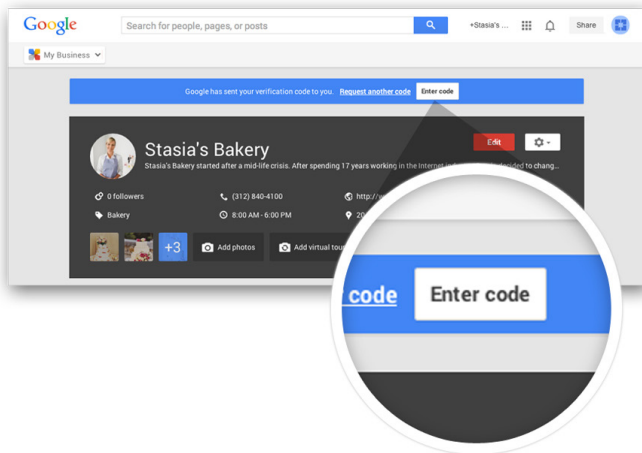 Google
Search for people, pages, or posts
+Stasia's ...
Share
My Business
Google has sent your verification code to you. Request another code Enter code
Stasia's Bakery
Edit
Stasia's Bakery started after a mid-life crisis. After spending 17 years working in the Internet decided to chang...
0 followers
(312) 840-4100
Bakery
8:00 AM - 6:00 PM
+3
Add photos
Add virtual tour
code Enter code